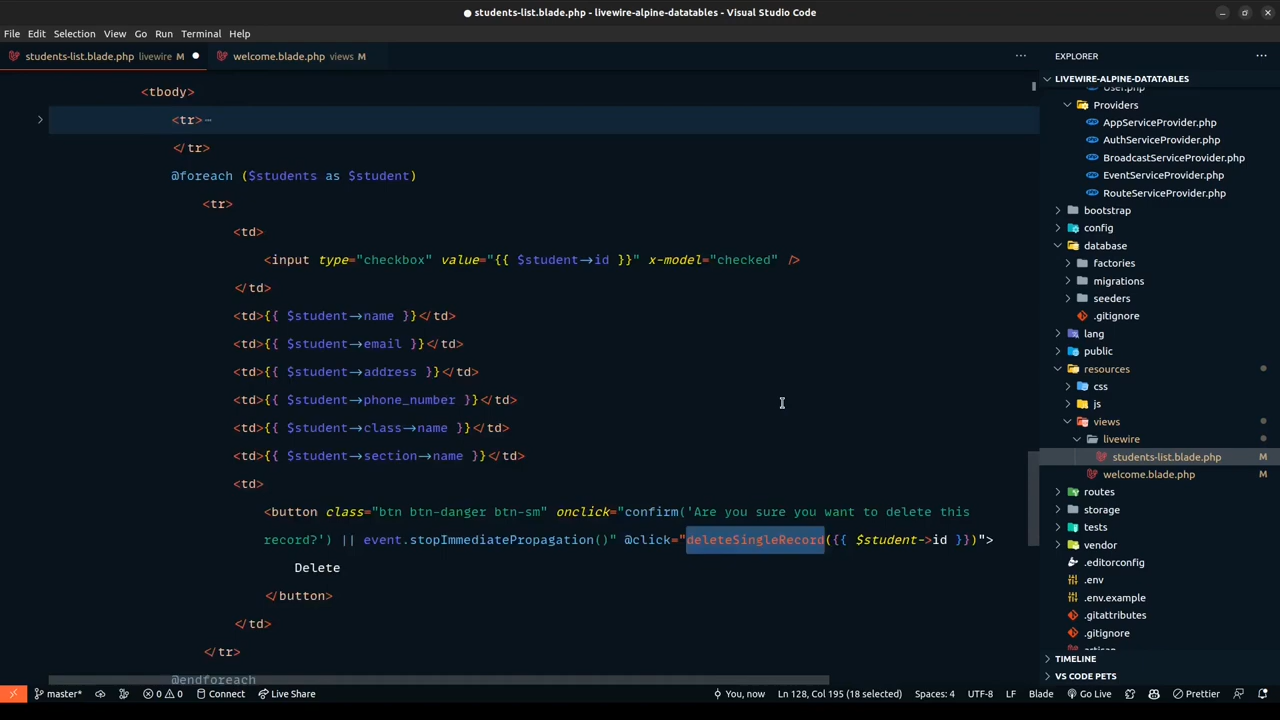 students-list.blade.php - livewire-alpine-datatables - Visual Studio Code
File Edit Selection View Go Run Terminal Help
students-list.blade.php livewire M
welcome.blade.php views M
<tbody>
<tr>
</tr>
@foreach ($students as $student)
<tr>
<td>
<input type="checkbox" value="{{ $student->id }}" x-model="checked" />
</td>
<td>{{ $student->name }}</td>
<td>{{ $student->email }}</td>
<td>{{ $student->address }}</td>
<td>{{ $student->phone_number }}</td>
<td>{{ $student->class->name }}</td>
<td>{{ $student->section->name }}</td>
<td>
<button class="btn btn-danger btn-sm" onclick="confirm('Are you sure you want to delete this
record?') || event.stopImmediatePropagation()" @click="deleteSingleRecord({{ $student->id }})">
Delete
</button>
</td>
</tr>
@endforeach
EXPLORER
LIVEWIRE-ALPINE-DATATABLES
User.php
Providers
AppServiceProvider.php
AuthServiceProvider.php
BroadcastServiceProvider.php
EventServiceProvider.php
RouteServiceProvider.php
bootstrap
config
database
factories
migrations
seeders
.gitignore
lang
public
resources
css
js
views
livewire
students-list.blade.php M
welcome.blade.php M
routes
storage
tests
vendor
.editorconfig
.env
.env.example
.gitattributes
.gitignore
artisan
TIMELINE
VS CODE PETS
master* 0 0 Connect Live Share You, now Ln 128, Col 195 (18 selected) Spaces: 4 UTF-8 LF Blade Go Live Prettier